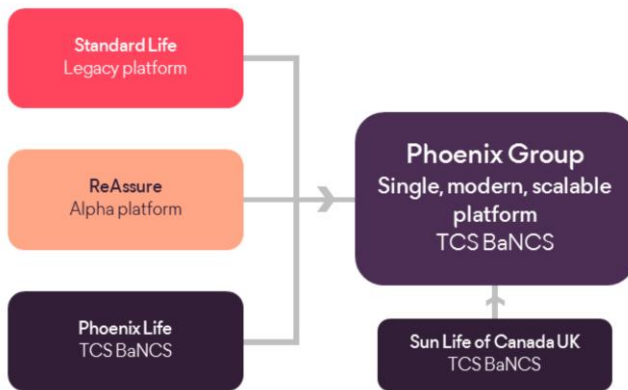 Standard Life
Legacy platform
ReAssure
Alpha platform
Phoenix Life
TCS BaNCS
Phoenix Group
Single, modern, scalable
platform
TCS BaNCS
Sun Life of Canada UK
TCS BaNCS